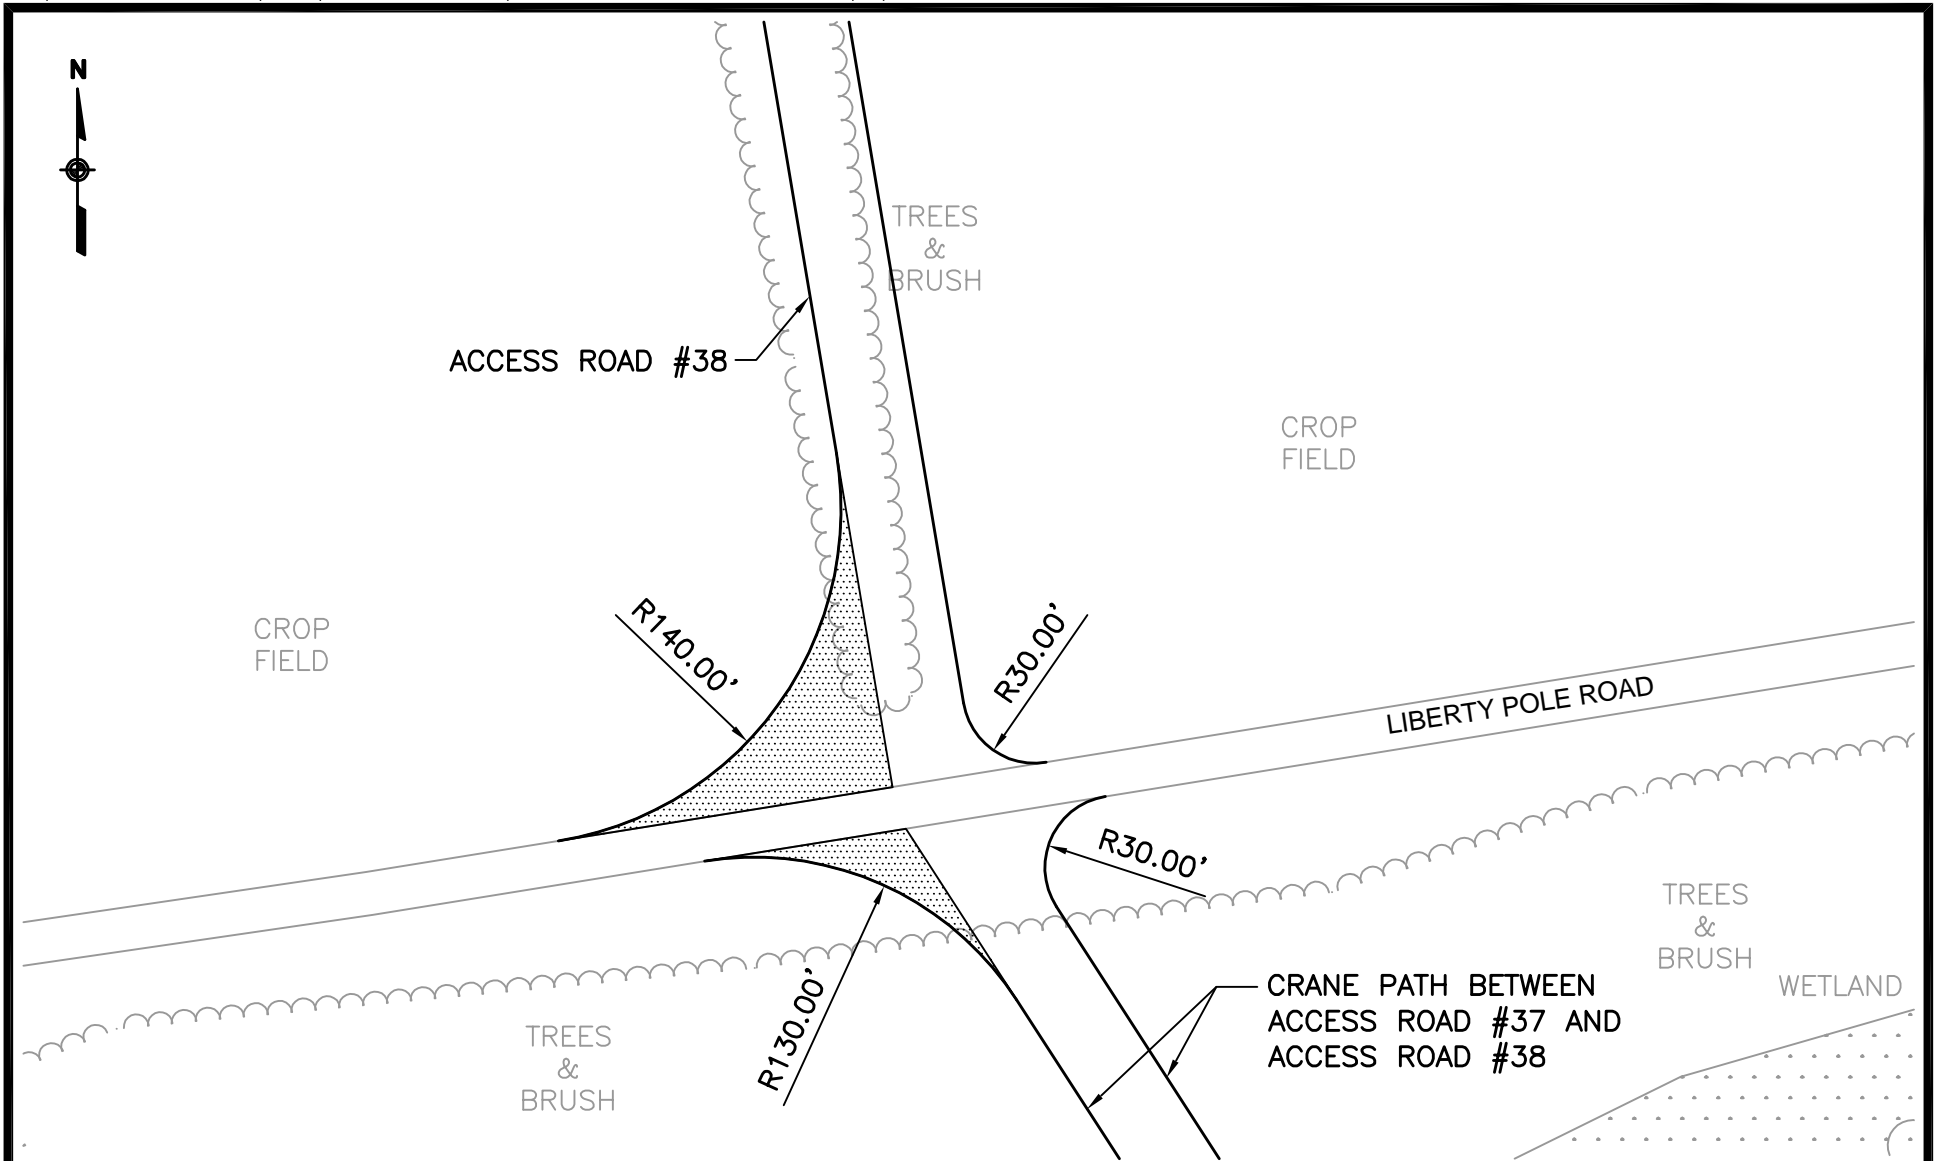 N
TREES
&
BRUSH
ACCESS ROAD #38
CROP
FIELD
CROP
FIELD
R140.00'
R30.00'
LIBERTY POLE ROAD
R30.00'
R130.00'
TREES
&
BRUSH
WETLAND
CRANE PATH BETWEEN
ACCESS ROAD #37 AND
ACCESS ROAD #38
TREES
&
BRUSH